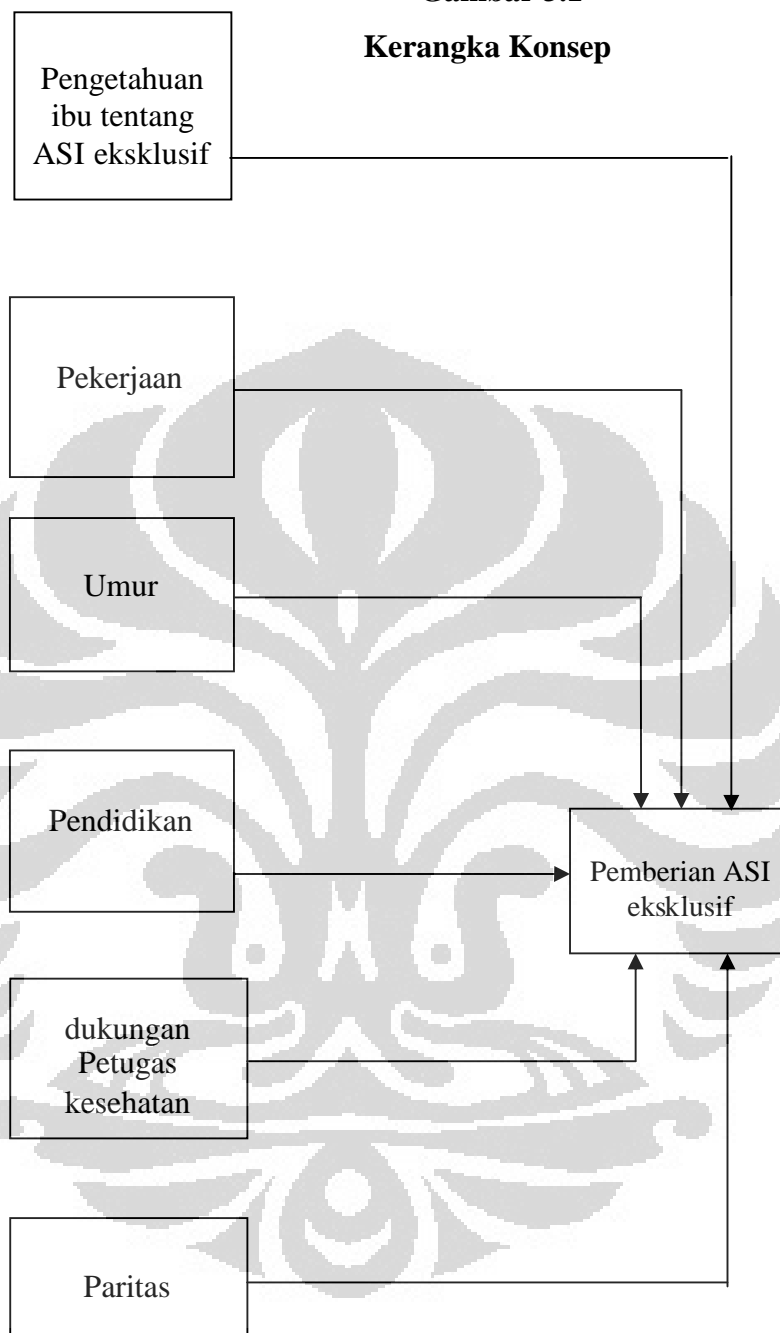 Kerangka Konsep
Pengetahuan
ibu tentang
ASI eksklusif
Pekerjaan
Umur
Pendidikan
Pemberian ASI
eksklusif
dukungan
Petugas
kesehatan
Paritas